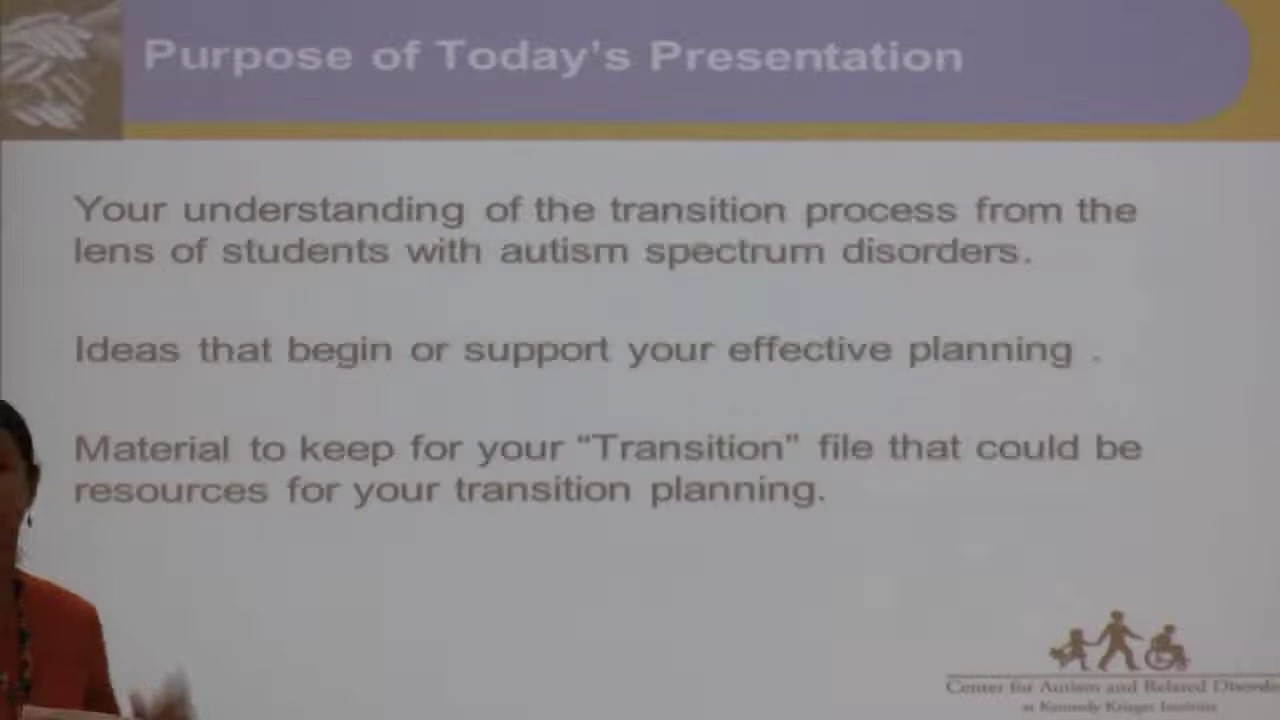 Purpose of Today's Presentation
Your understanding of the transition process from the
lens of students with autism spectrum disorders.
Ideas that begin or support your effective planning .
Material to keep for your “Transition” file that could be
resources for your transition planning.
Center for Autism and Related Disorde
at Kennedy Krieger Institute